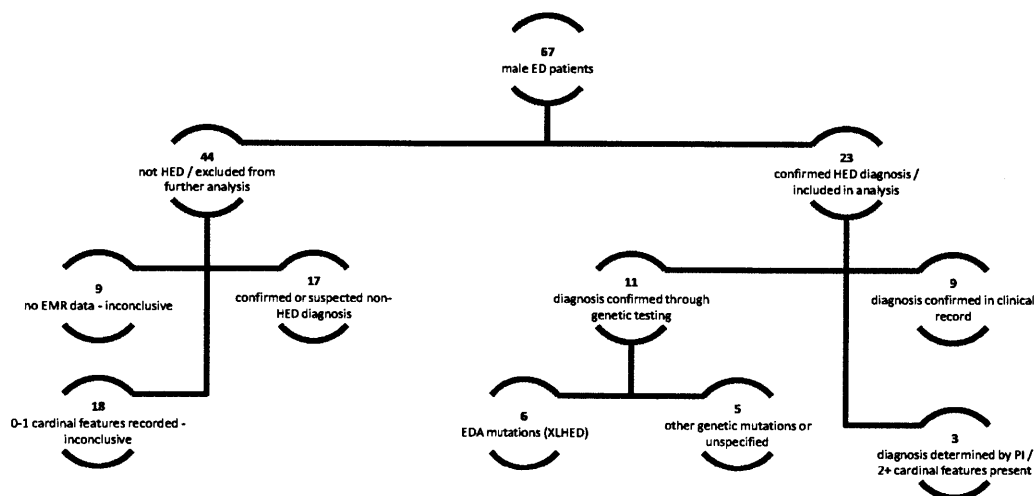 67
male ED patients
44
not HED / excluded from
further analysis
23
confirmed HED diagnosis /
included in analysis
9
no EMR data - inconclusive
17
confirmed or suspected non-
HED diagnosis
11
diagnosis confirmed through
genetic testing
9
diagnosis confirmed in clinical
record
18
0-1 cardinal features recorded -
inconclusive
6
EDA mutations (XLHED)
5
other genetic mutations or
unspecified
3
diagnosis determined by PI /
2+ cardinal features present